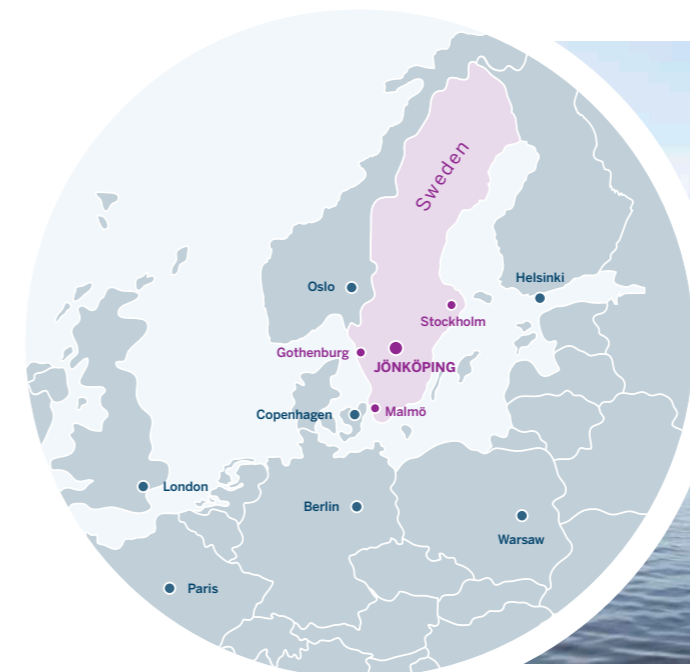 Sweden
Helsinki
Oslo
Stockholm
Gothenburg
JÖNKÖPING
Copenhagen
Malmö
London
Berlin
Warsaw
Paris